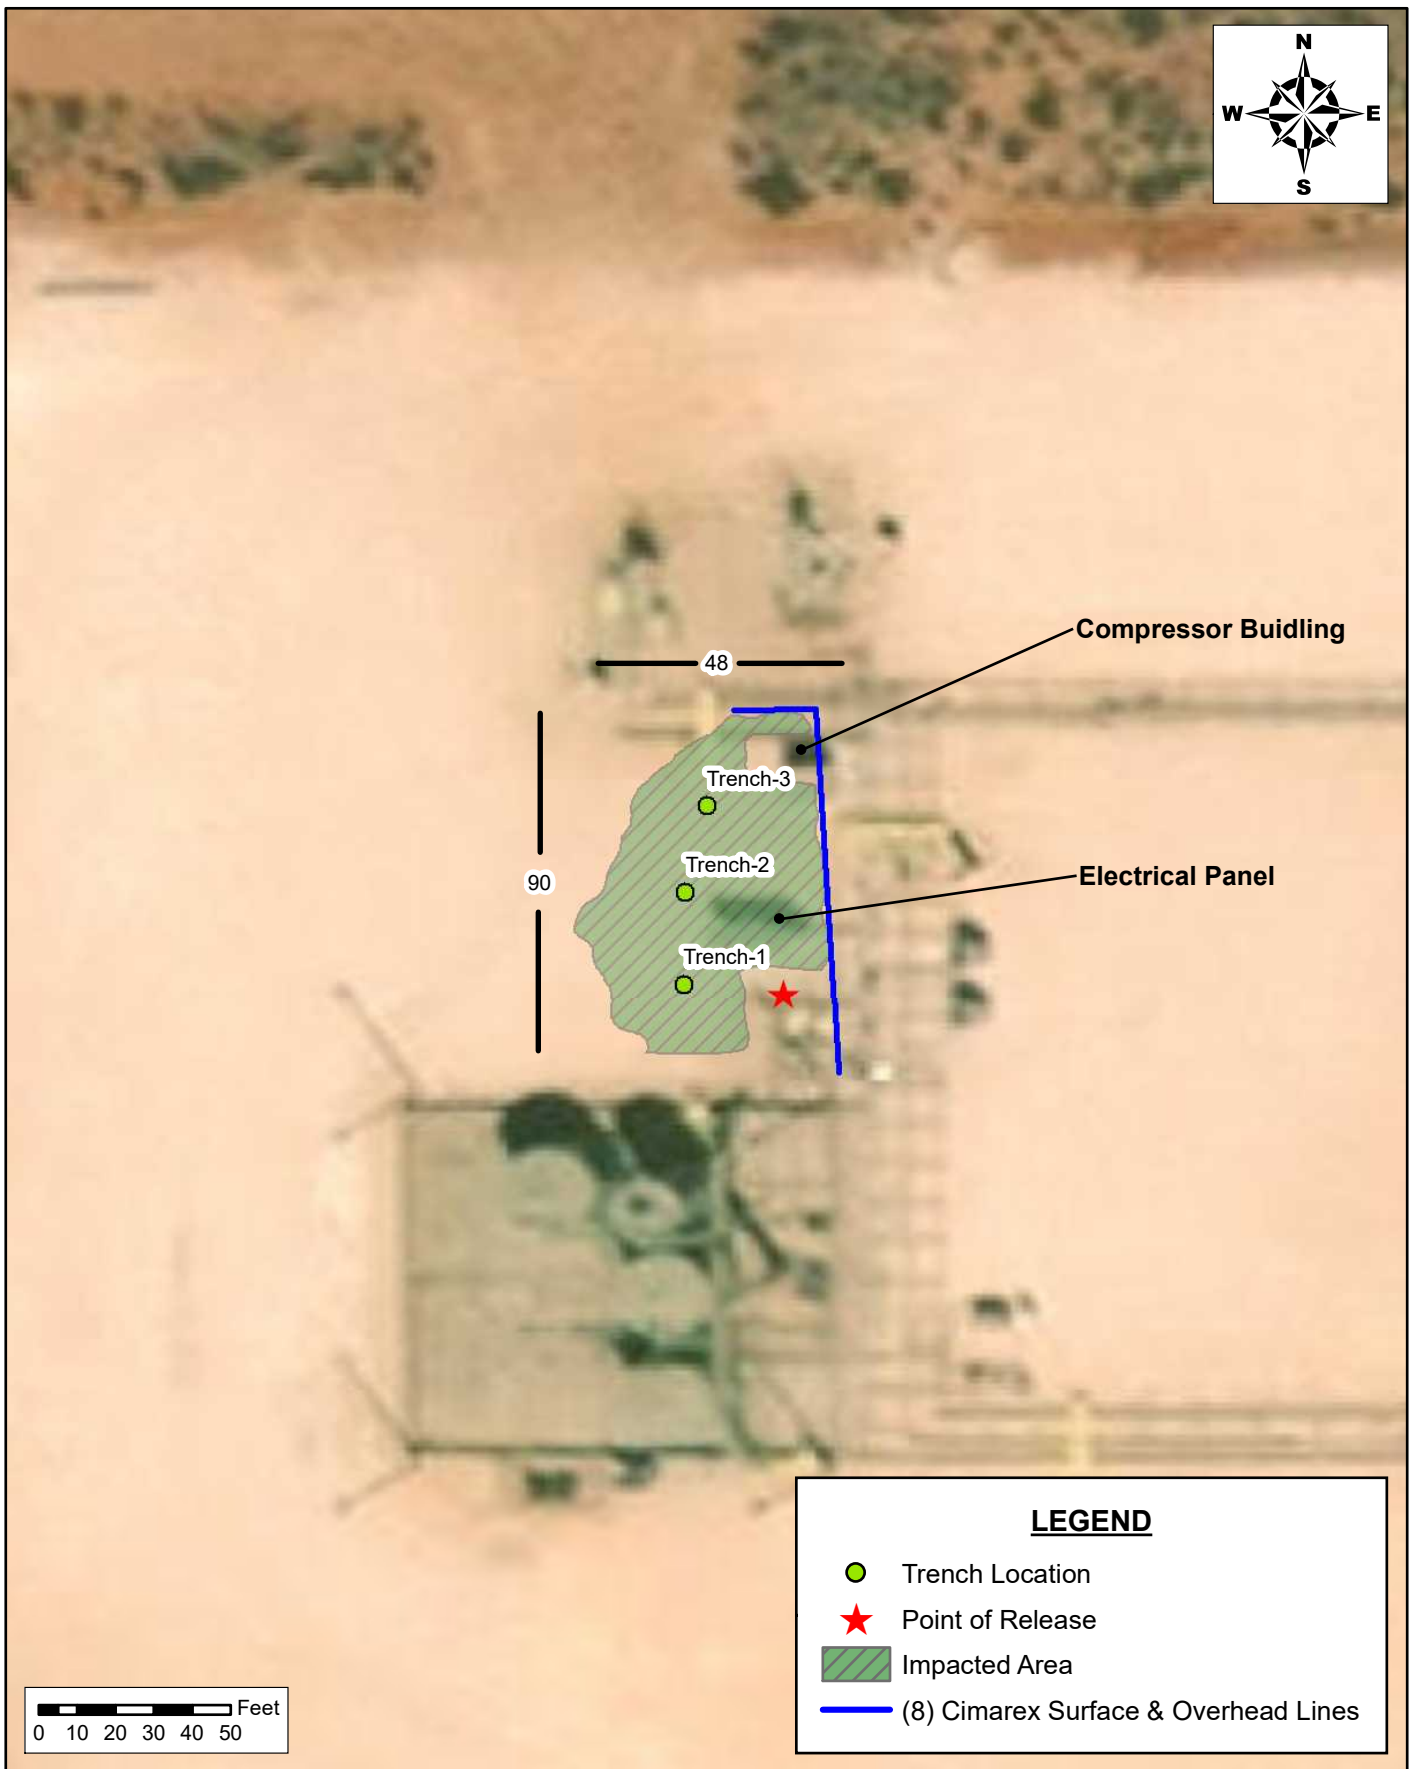 N
W E
S
Compressor Buidling
48
Trench-3
Trench-2
Electrical Panel
90
Trench-1
LEGEND
Trench Location
Point of Release
Impacted Area
(8) Cimarex Surface & Overhead Lines
Feet
0 10 20 30 40 50